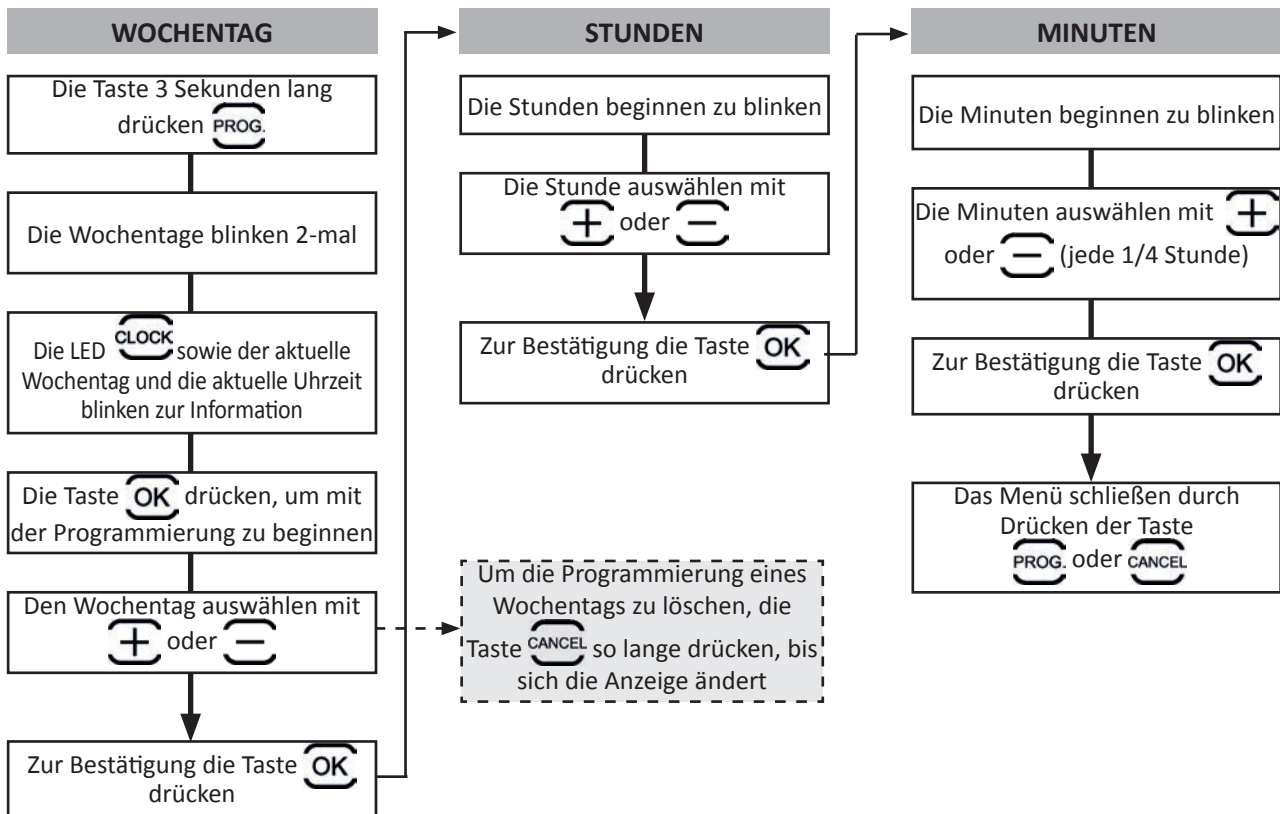 WOCHENTAG
Die Taste 3 Sekunden lang
drücken PROG.
Die Wochentage blinken 2-mal
Die LED CLOCK sowie der aktuelle
Wochentag und die aktuelle Uhrzeit
blinken zur Information
Die Taste OK drücken, um mit
der Programmierung zu beginnen
Den Wochentag auswählen mit
+ oder −
Zur Bestätigung die Taste OK
drücken
STUNDEN
Die Stunden beginnen zu blinken
Die Stunde auswählen mit
+ oder −
Zur Bestätigung die Taste OK
drücken
Um die Programmierung eines
Wochentags zu löschen, die
Taste CANCEL so lange drücken, bis
sich die Anzeige ändert
MINUTEN
Die Minuten beginnen zu blinken
Die Minuten auswählen mit +
oder − (jede 1/4 Stunde)
Zur Bestätigung die Taste OK
drücken
Das Menü schließen durch
Drücken der Taste
PROG. oder CANCEL